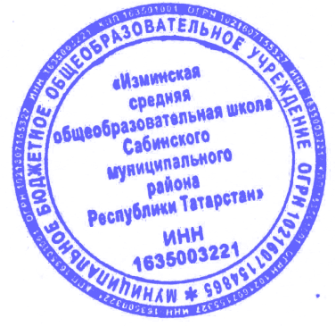 МУНИЦИПАЛЬНОЕ БЮДЖЕТНОЕ ОБЩЕОБРАЗОВАТЕЛЬНОЕ УЧРЕЖДЕНИЕ ОГРН 1021607154865 *
«Изминская
средняя
общеобразовательная школа
Сабинского
муниципального
района
Республики Татарстан»
ИНН
1635003221